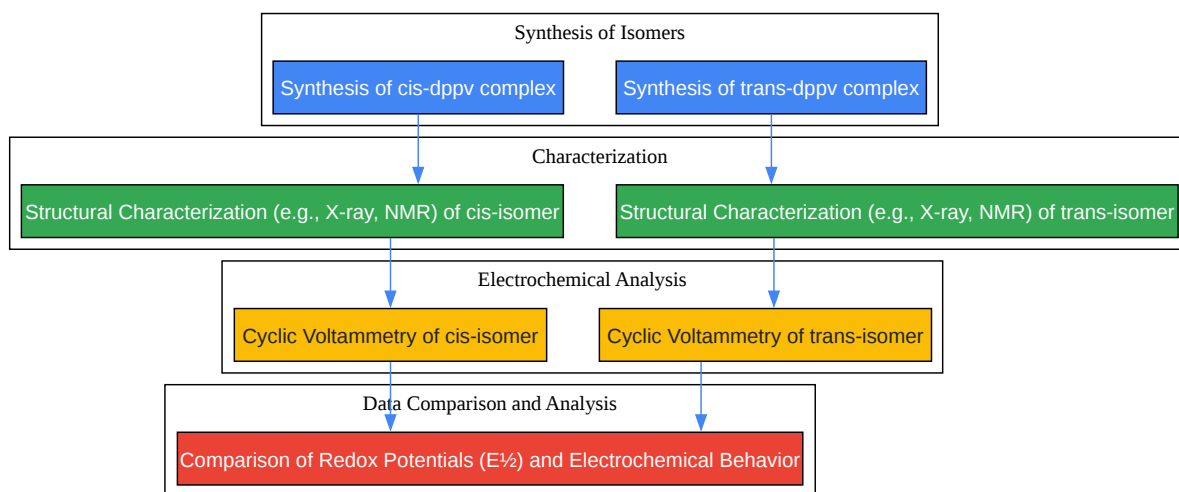 Synthesis of Isomers
Synthesis of cis-dppv complex
Synthesis of trans-dppv complex
Characterization
Structural Characterization (e.g., X-ray, NMR) of cis-isomer
Structural Characterization (e.g., X-ray, NMR) of trans-isomer
Electrochemical Analysis
Cyclic Voltammetry of cis-isomer
Cyclic Voltammetry of trans-isomer
Data Comparison and Analysis
Comparison of Redox Potentials (E½) and Electrochemical Behavior